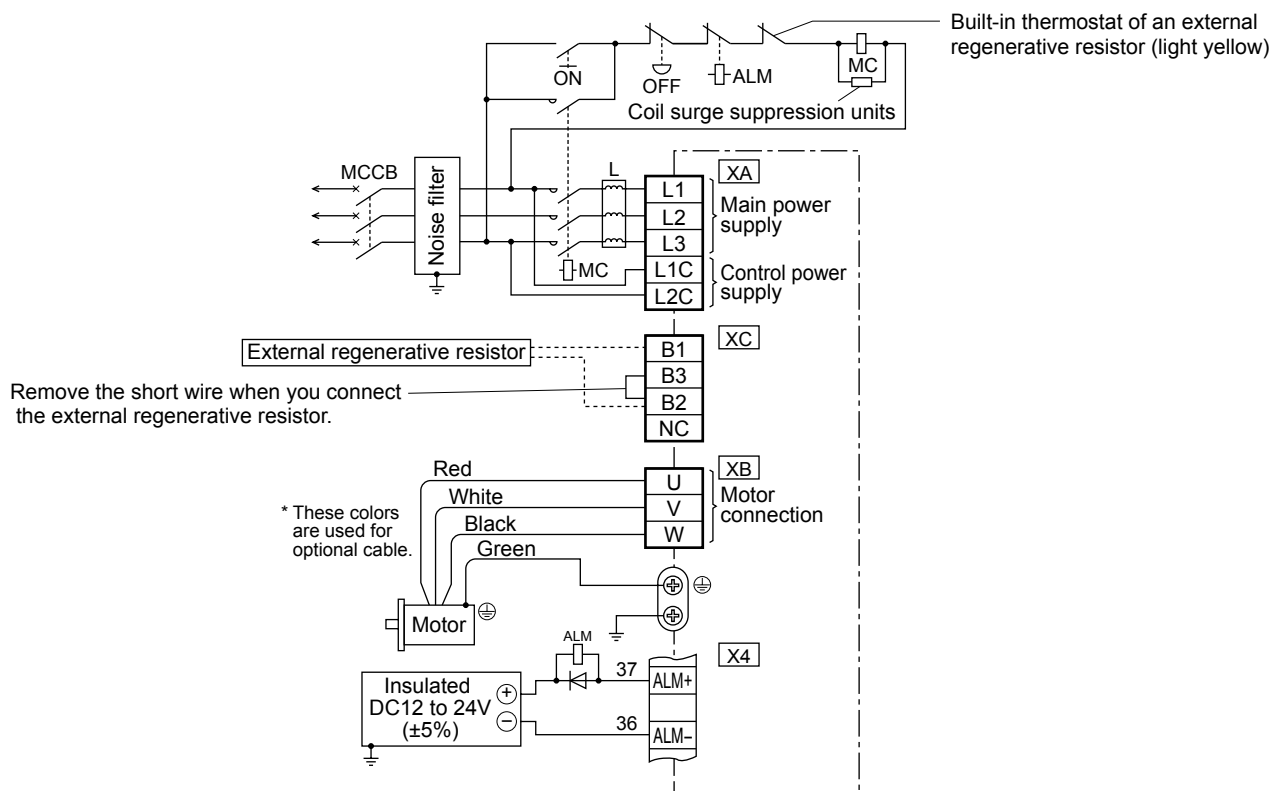 Built-in thermostat of an external
regenerative resistor (light yellow)
ON
OFF
ALM
MC
Coil surge suppression units
MCCB
Noise filter
L
MC
XA
L1
L2
L3
L1C
L2C
Main power
supply
Control power
supply
External regenerative resistor
Remove the short wire when you connect
the external regenerative resistor.
XC
B1
B3
B2
NC
Red
White
Black
Green
* These colors
are used for
optional cable.
XB
U
V
W
Motor
connection
Motor
ALM
X4
Insulated
DC12 to 24V
(±5%)
+
−
37
ALM+
36
ALM−